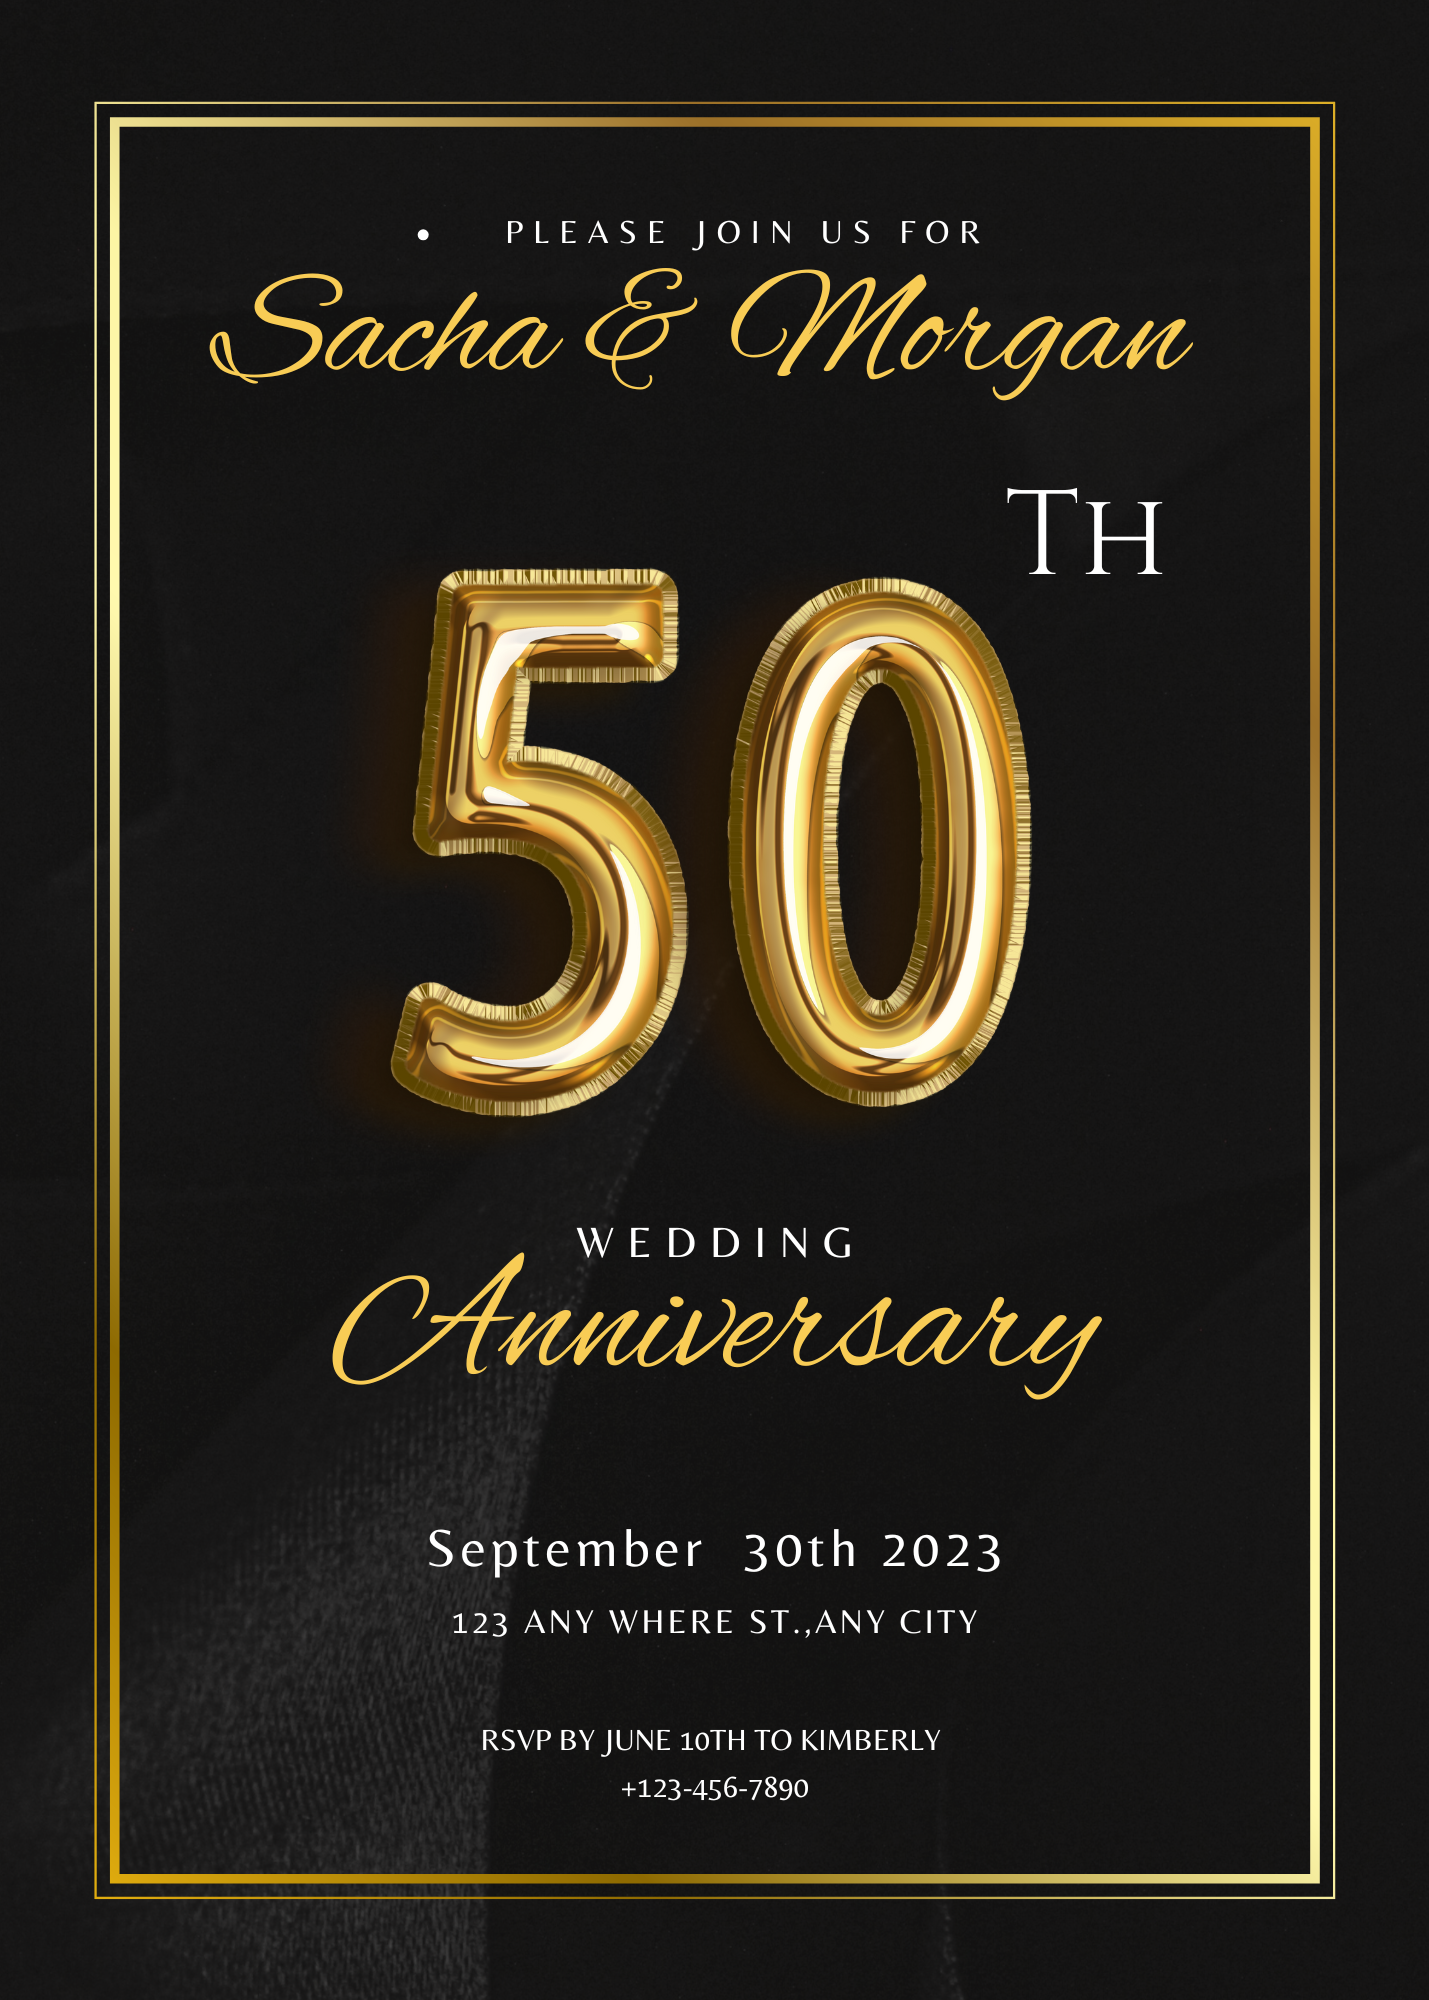 • PLEASE JOIN US FOR
Sacha & Morgan
TH
50
WEDDING
Anniversary
September 30th 2023
123 ANY WHERE ST.,ANY CITY
RSVP BY JUNE 10TH TO KIMBERLY
+123-456-7890